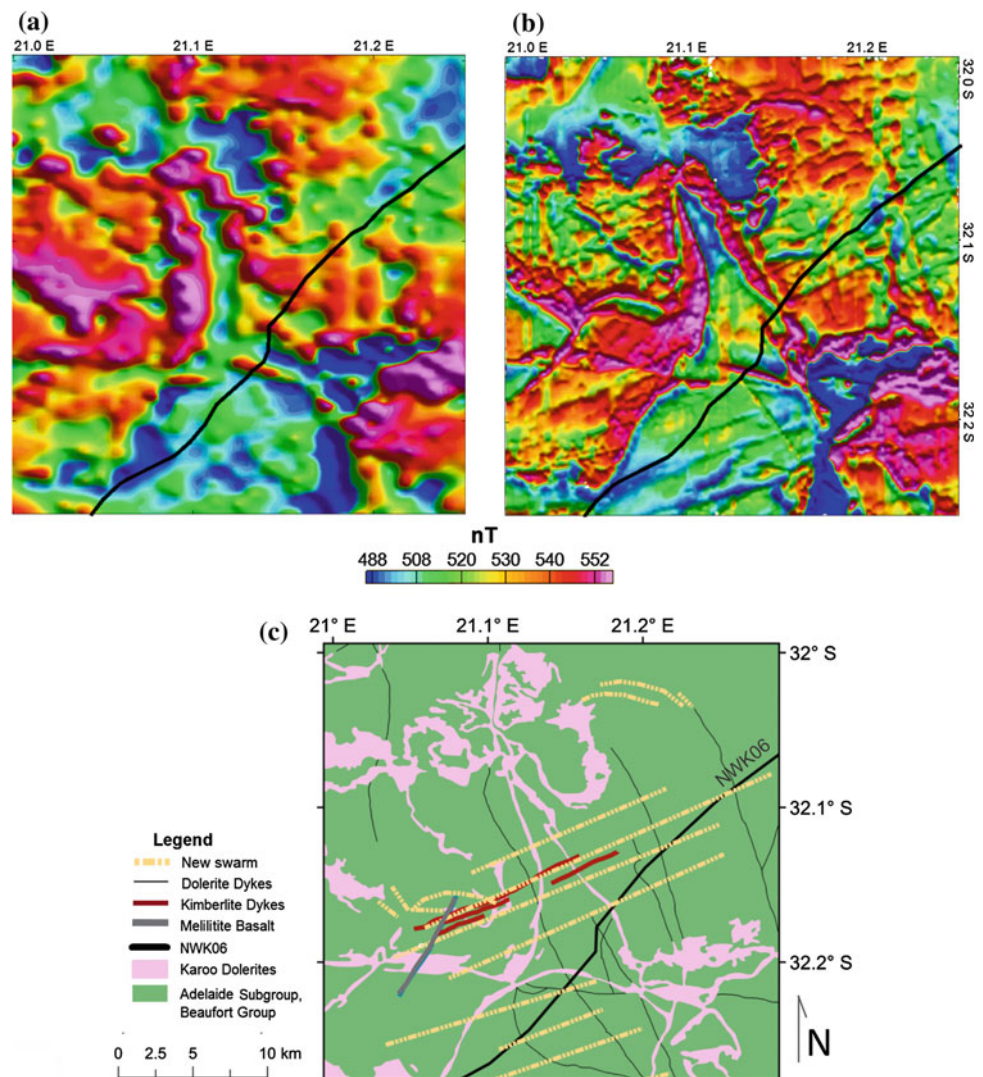 (a)
(b)
21.0 E 21.1 E 21.2 E
21.0 E 21.1 E 21.2 E
32.0 S
32.1 S
32.2 S
nT
488 508 520 530 540 552
(c)
21° E 21.1° E 21.2° E
32° S
32.1° S
32.2° S
NWK06
Legend
New swarm
Dolerite Dykes
Kimberlite Dykes
Melilitite Basalt
NWK06
Karoo Dolerites
Adelaide Subgroup,
Beaufort Group
0 2.5 5 10 km
N